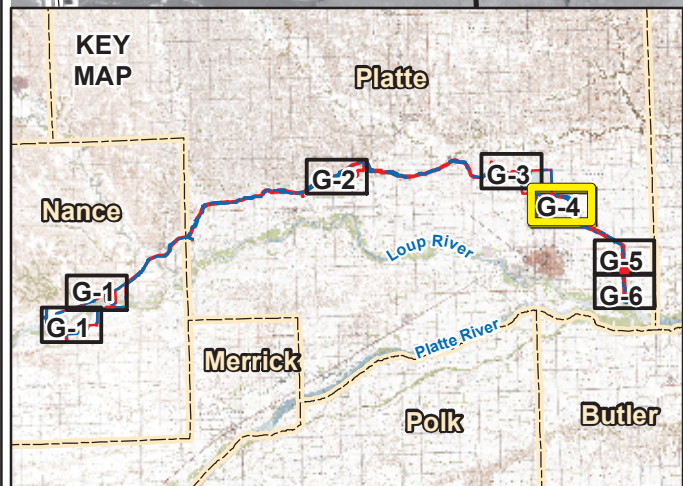 KEY
MAP
Platte
G-2
G-3
G-4
Nance
Loup River
G-5
G-1
G-6
G-1
Platte River
Merrick
Polk
Butler